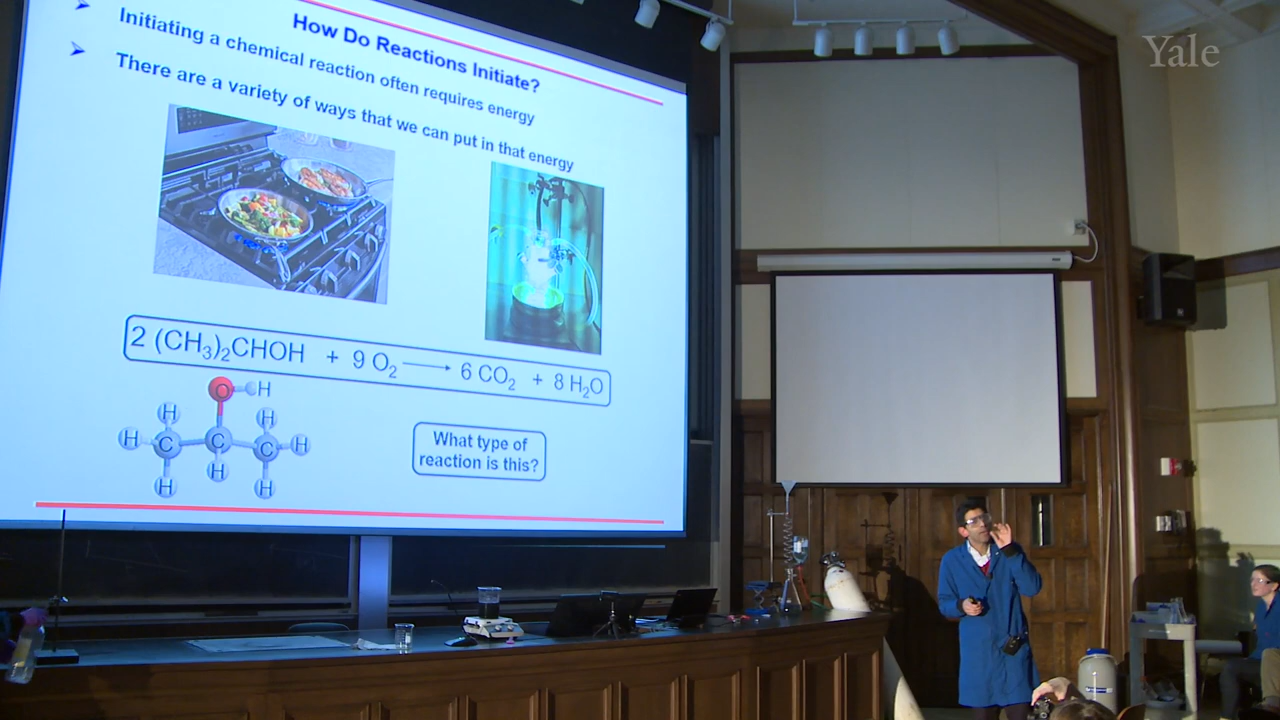 Yale
How Do Reactions Initiate?
Initiating a chemical reaction often requires energy
There are a variety of ways that we can put in that energy
2 (CH₃)₂CHOH + 9 O₂ ⟶ 6 CO₂ + 8 H₂O
O H
H H
H C C C H
H H H
What type of
reaction is this?